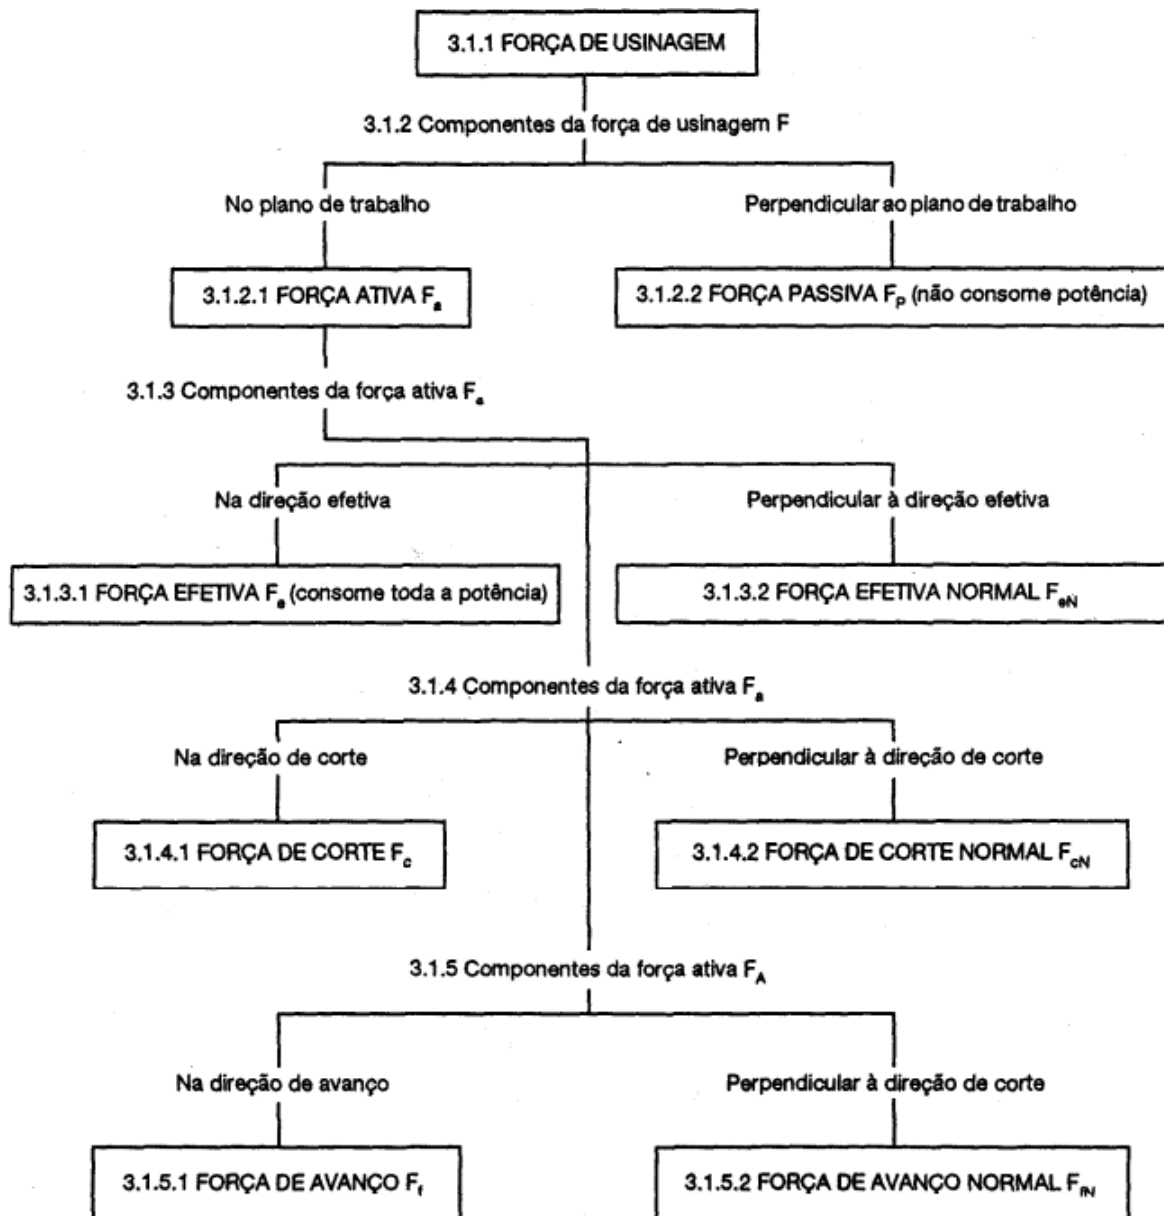 3.1.1 FORÇA DE USINAGEM
3.1.2 Componentes da força de usinagem F
No plano de trabalho
Perpendicular ao plano de trabalho
3.1.2.1 FORÇA ATIVA Fₐ
3.1.2.2 FORÇA PASSIVA Fₚ (não consome potência)
3.1.3 Componentes da força ativa Fₐ
Na direção efetiva
Perpendicular à direção efetiva
3.1.3.1 FORÇA EFETIVA Fₑ (consome toda a potência)
3.1.3.2 FORÇA EFETIVA NORMAL F_eN
3.1.4 Componentes da força ativa Fₐ
Na direção de corte
Perpendicular à direção de corte
3.1.4.1 FORÇA DE CORTE F_c
3.1.4.2 FORÇA DE CORTE NORMAL F_cN
3.1.5 Componentes da força ativa F_A
Na direção de avanço
Perpendicular à direção de corte
3.1.5.1 FORÇA DE AVANÇO F_f
3.1.5.2 FORÇA DE AVANÇO NORMAL F_fN